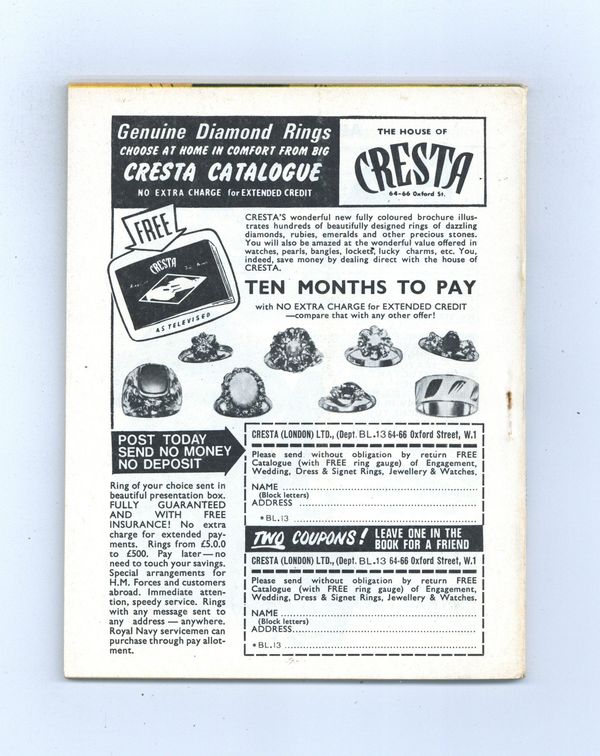 Genuine Diamond Rings
CHOOSE AT HOME IN COMFORT FROM BIG
CRESTA CATALOGUE
NO EXTRA CHARGE for EXTENDED CREDIT
THE HOUSE OF
CRESTA
64-66 Oxford St.
FREE
CRESTA
AS TELEVISED
CRESTA'S wonderful new fully coloured brochure illus-
trates hundreds of beautifully designed rings of dazzling
diamonds, rubies, emeralds and other precious stones.
You will also be amazed at the wonderful value offered in
watches, pearls, bangles, lockets, lucky charms, etc. You,
indeed, save money by dealing direct with the house of
CRESTA.
TEN MONTHS TO PAY
with NO EXTRA CHARGE for EXTENDED CREDIT
—compare that with any other offer!
POST TODAY
SEND NO MONEY
NO DEPOSIT
Ring of your choice sent in
beautiful presentation box.
FULLY GUARANTEED
AND WITH FREE
INSURANCE! No extra
charge for extended pay-
ments. Rings from £5.0.0
to £500. Pay later—no
need to touch your savings.
Special arrangements for
H.M. Forces and customers
abroad. Immediate atten-
tion, speedy service. Rings
with any message sent to
any address — anywhere.
Royal Navy servicemen can
purchase through pay allot-
ment.
CRESTA (LONDON) LTD., (Dept. BL.13 64-66 Oxford Street, W.1
Please send without obligation by return FREE
Catalogue (with FREE ring gauge) of Engagement,
Wedding, Dress & Signet Rings, Jewellery & Watches.
NAME
(Block letters)
ADDRESS
*BL.13
TWO COUPONS! LEAVE ONE IN THE
BOOK FOR A FRIEND
CRESTA (LONDON) LTD., (Dept. BL.13 64-66 Oxford Street, W.1
Please send without obligation by return FREE
Catalogue (with FREE ring gauge) of Engagement,
Wedding, Dress & Signet Rings, Jewellery & Watches.
NAME
(Block letters)
ADDRESS
*BL.13